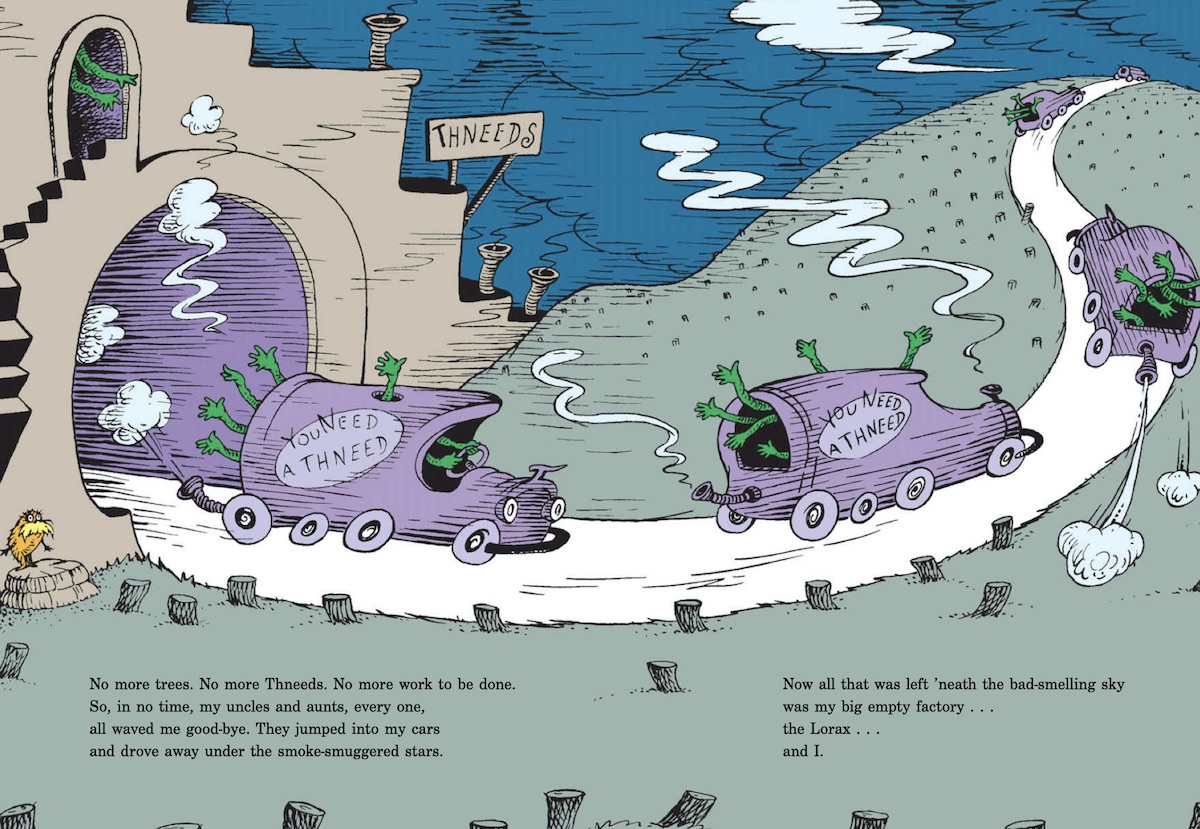 THNEEDS
YOU NEED
A THNEED
YOU NEED
A THNEED
No more trees. No more Thneeds. No more work to be done.
So, in no time, my uncles and aunts, every one,
all waved me good-bye. They jumped into my cars
and drove away under the smoke-smuggered stars.
Now all that was left ’neath the bad-smelling sky
was my big empty factory . . .
the Lorax . . .
and I.